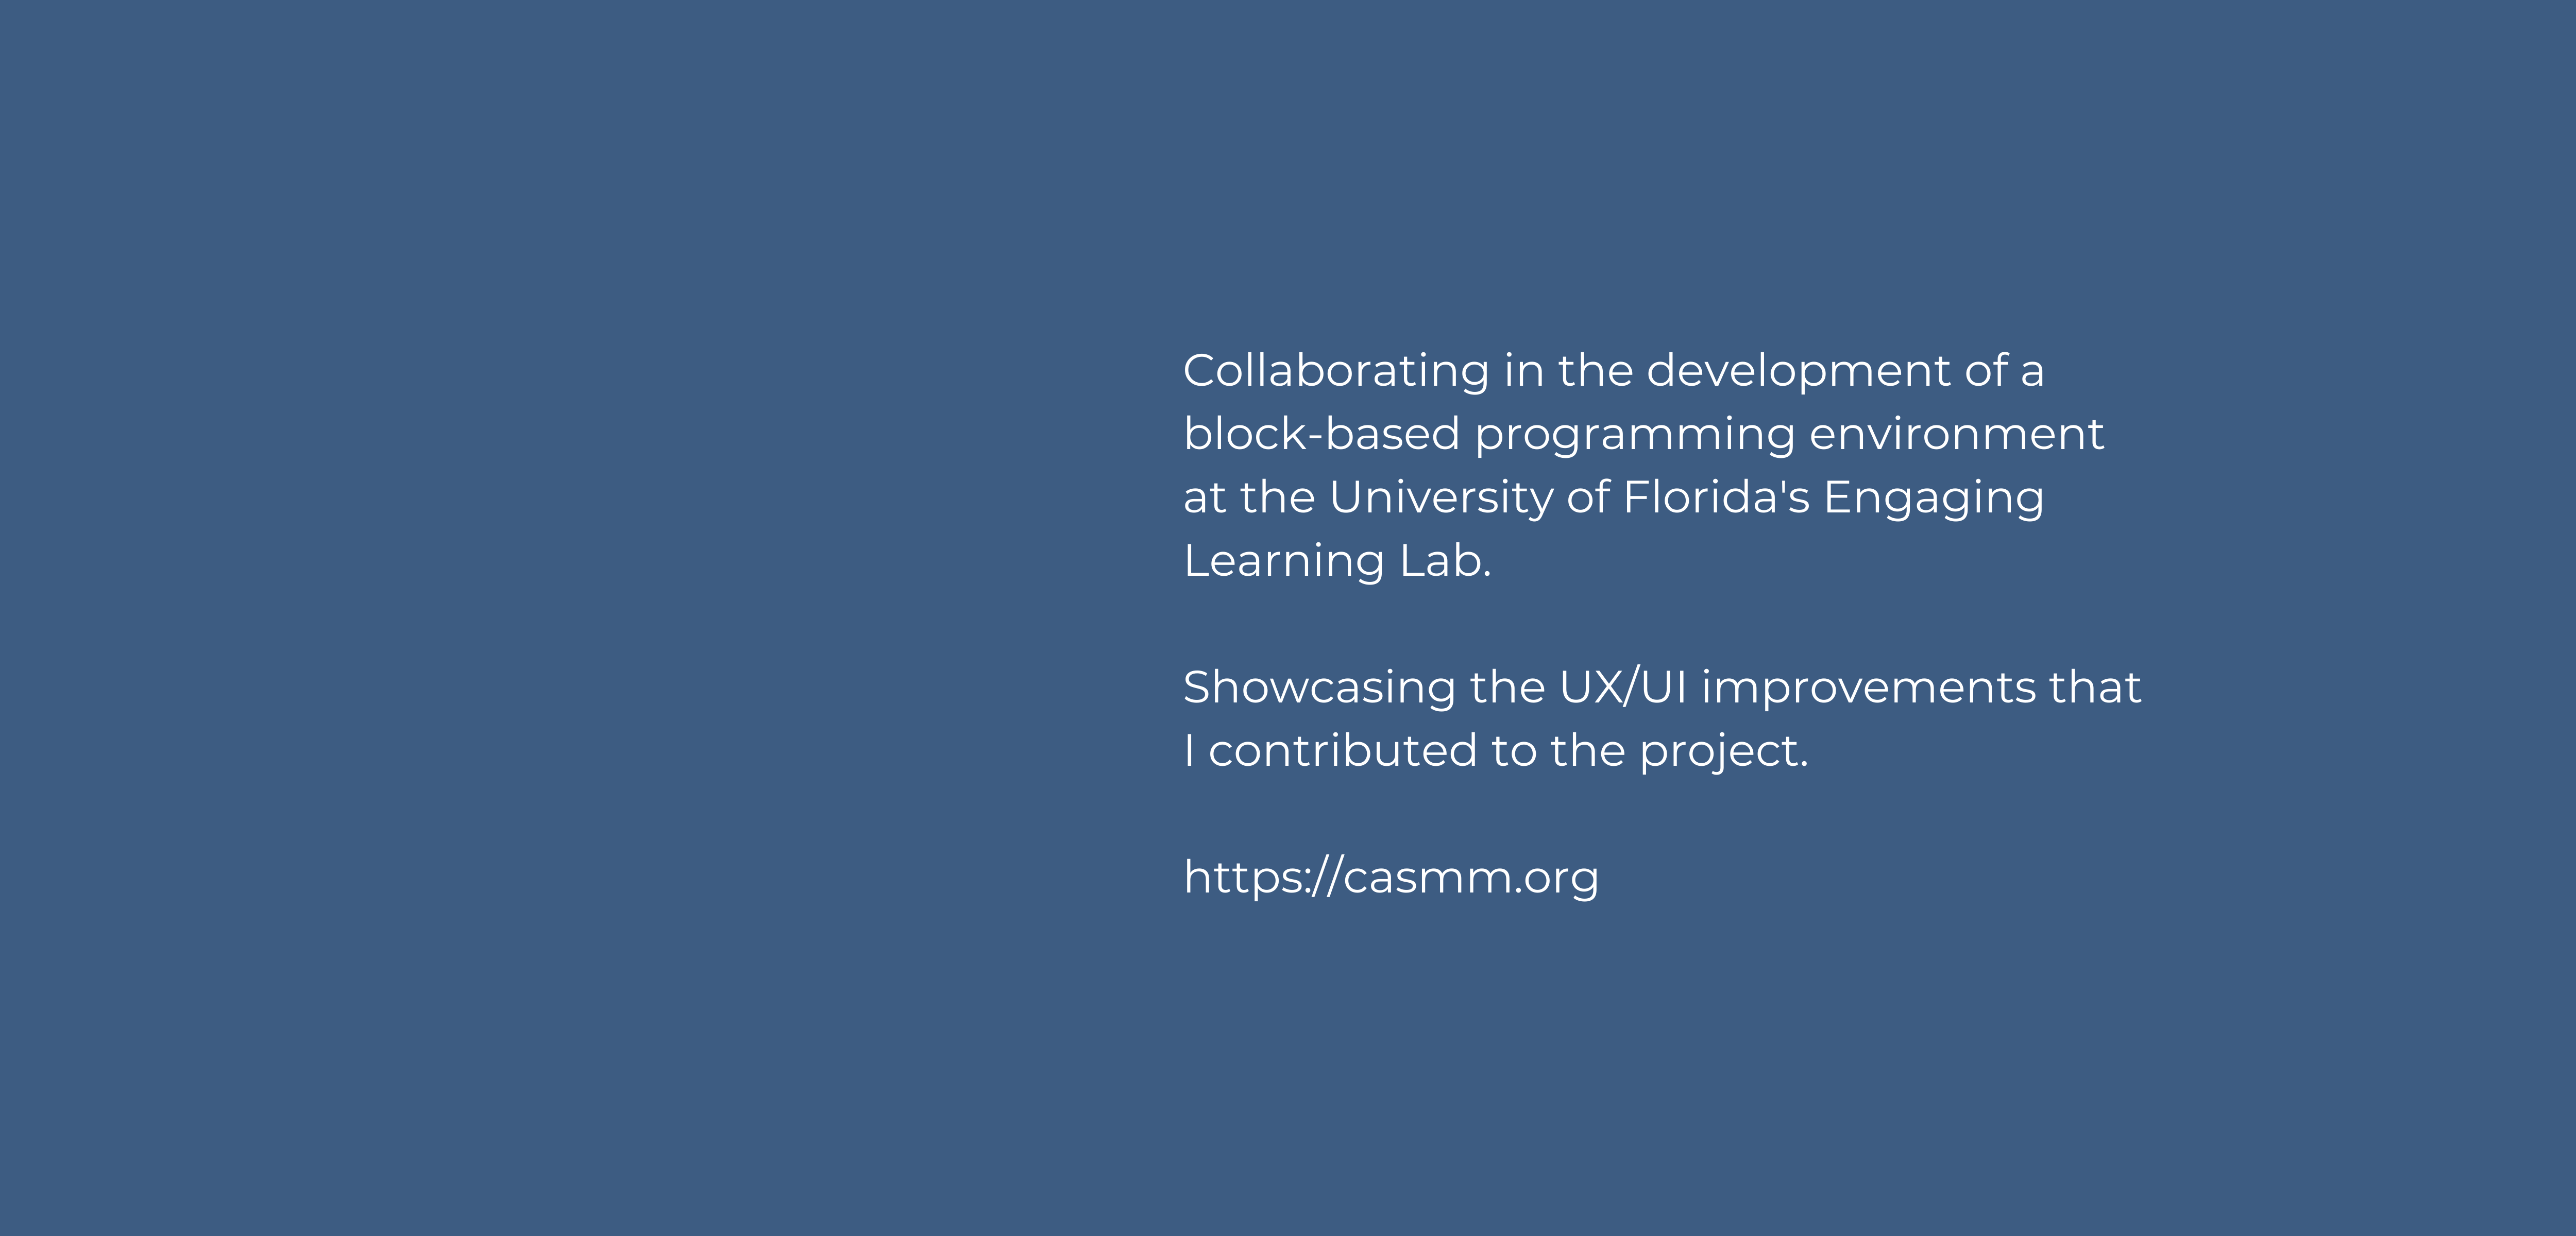 Collaborating in the development of a
block-based programming environment
at the University of Florida's Engaging
Learning Lab.
Showcasing the UX/UI improvements that
I contributed to the project.
https://casmm.org